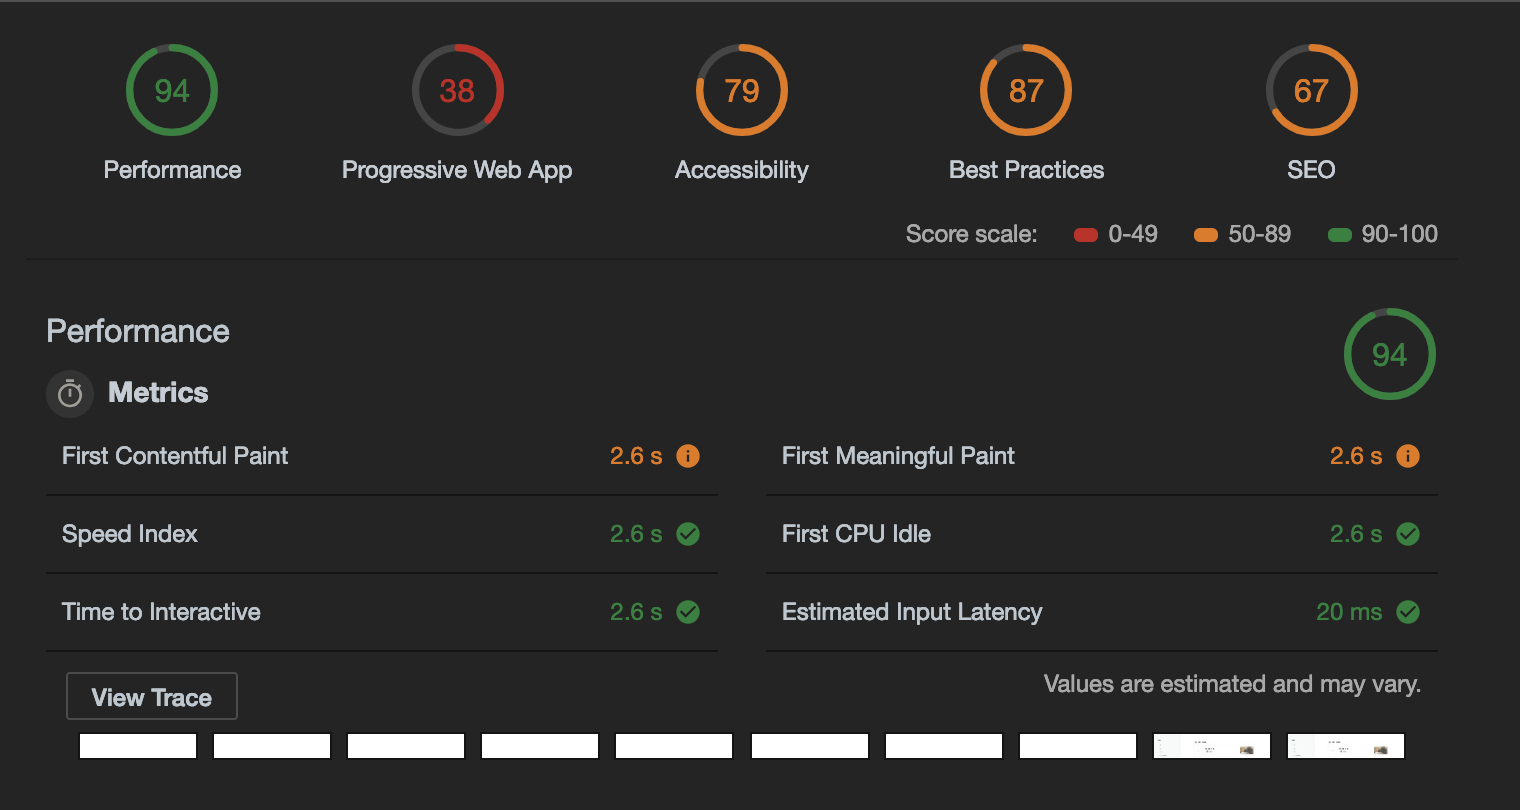 94 38 79 87 67
Performance Progressive Web App Accessibility Best Practices SEO
Score scale: 0-49 50-89 90-100
Performance
94
Metrics
First Contentful Paint 2.6 s First Meaningful Paint 2.6 s
Speed Index 2.6 s First CPU Idle 2.6 s
Time to Interactive 2.6 s Estimated Input Latency 20 ms
View Trace Values are estimated and may vary.